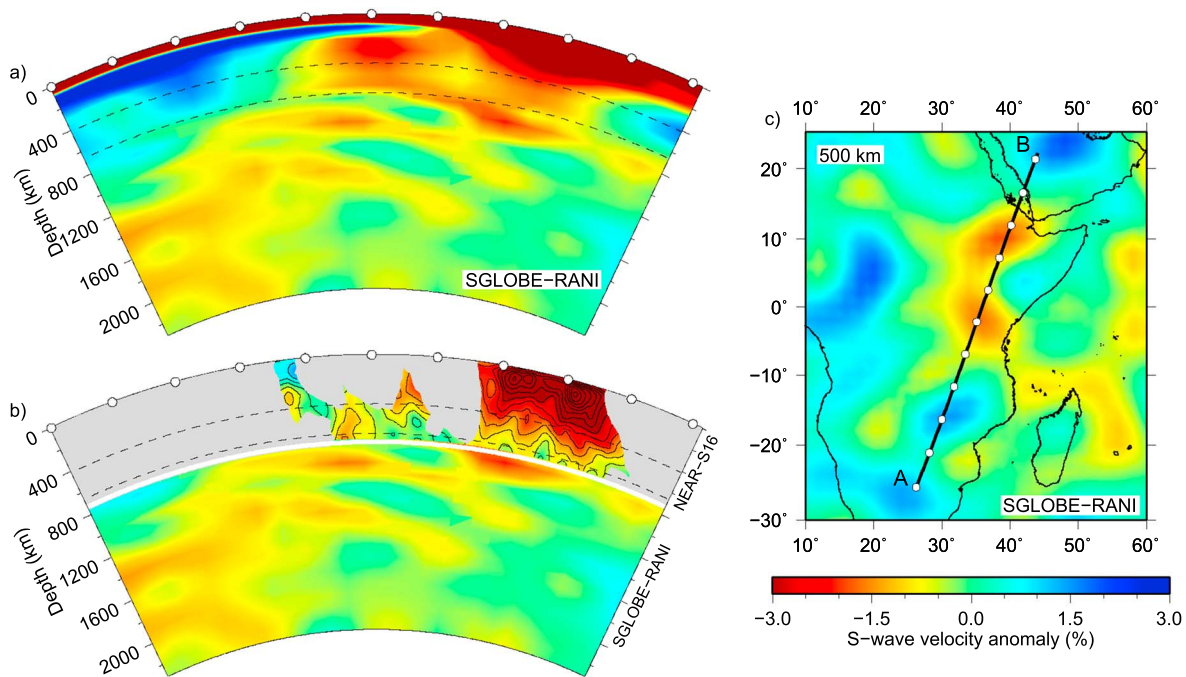 a)
0
400
800
1200
1600
2000
Depth (km)
SGLOBE−RANI
b)
0
400
800
1200
1600
2000
Depth (km)
NEAR−S16
SGLOBE−RANI
c)
10˚ 20˚ 30˚ 40˚ 50˚ 60˚
500 km
B
A
20˚
10˚
0˚
−10˚
−20˚
−30˚
SGLOBE−RANI
10˚ 20˚ 30˚ 40˚ 50˚ 60˚
−3.0 −1.5 0.0 1.5 3.0
S−wave velocity anomaly (%)